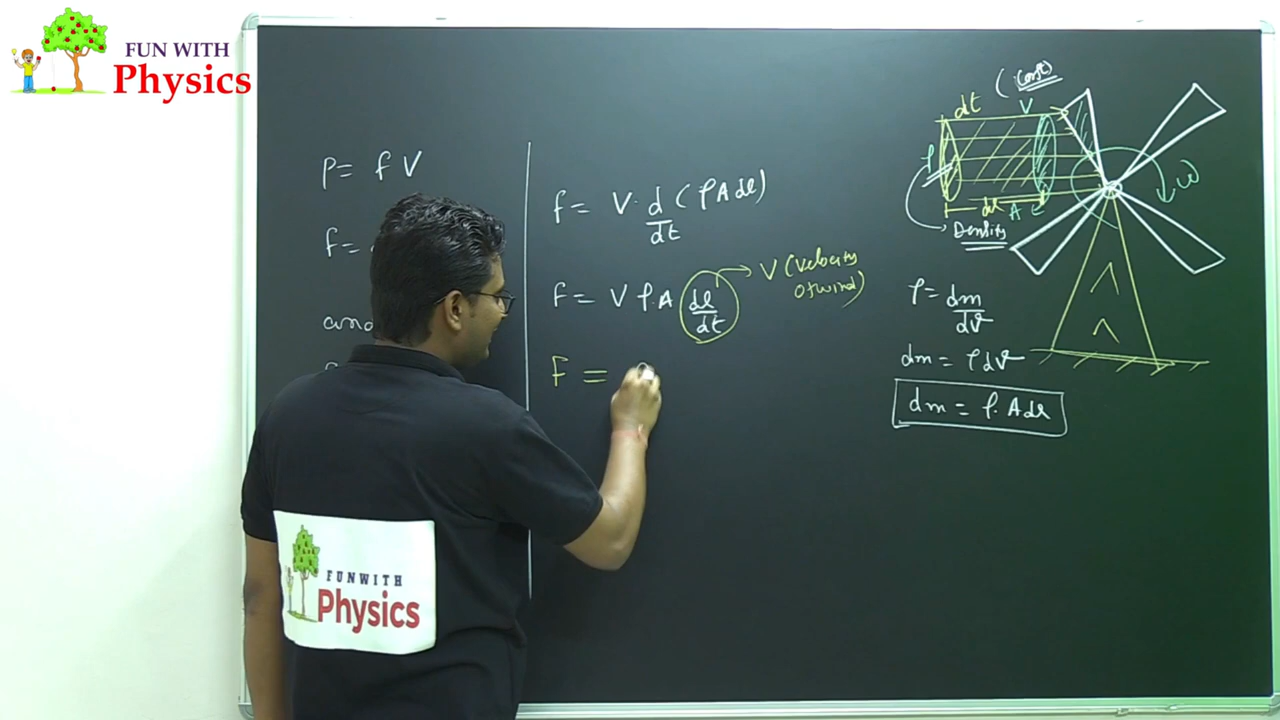 FUN WITH
Physics
P = f V
f =
and
f = V · d/dt (ρ A dl)
f = V ρ · A dl/dt → V (velocity of wind)
F =
(Const)
dt
V
ρ
dl
A
Density
ω
ρ = dm/dV
dm = ρ dV
dm = ρ · A dl
FUN WITH
Physics